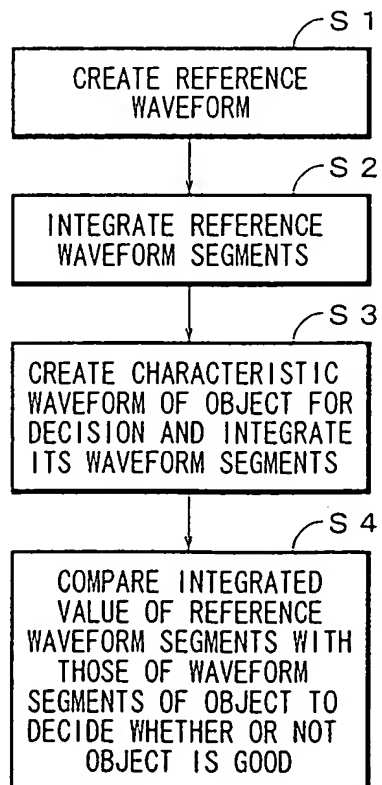 S 1
CREATE REFERENCE
WAVEFORM
S 2
INTEGRATE REFERENCE
WAVEFORM SEGMENTS
S 3
CREATE CHARACTERISTIC
WAVEFORM OF OBJECT FOR
DECISION AND INTEGRATE
ITS WAVEFORM SEGMENTS
S 4
COMPARE INTEGRATED
VALUE OF REFERENCE
WAVEFORM SEGMENTS WITH
THOSE OF WAVEFORM
SEGMENTS OF OBJECT TO
DECIDE WHETHER OR NOT
OBJECT IS GOOD